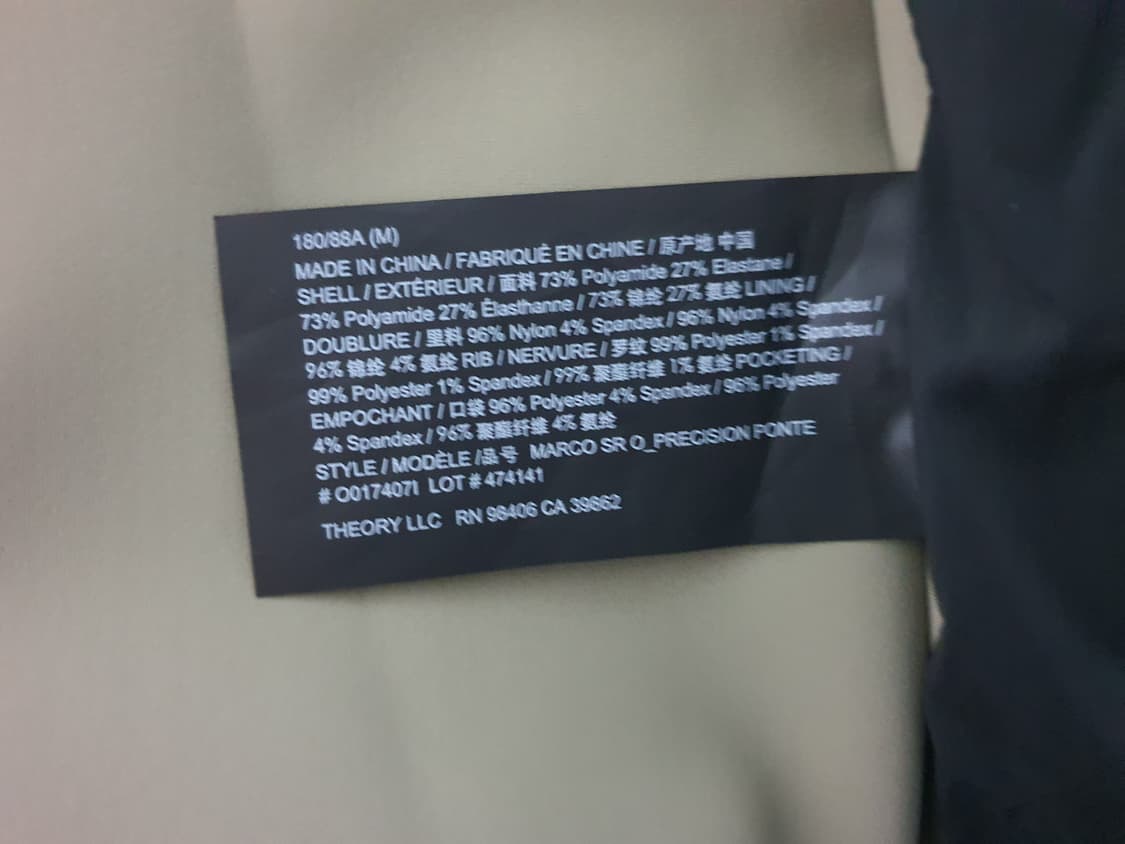 180/88A (M)
MADE IN CHINA / FABRIQUÉ EN CHINE / 原产地 中国
SHELL / EXTÉRIEUR / 面料 73% Polyamide 27% Elastane /
73% Polyamide 27% Élasthanne / 73% 锦纶 27% 氨纶 LINING /
DOUBLURE / 里料 96% Nylon 4% Spandex / 96% Nylon 4% Spandex /
96% 锦纶 4% 氨纶 RIB / NERVURE / 罗纹 99% Polyester 1% Spandex /
99% Polyester 1% Spandex / 99% 聚酯纤维 1% 氨纶 POCKETING /
EMPOCHANT / 口袋 96% Polyester 4% Spandex / 96% Polyester
4% Spandex / 96% 聚酯纤维 4% 氨纶
STYLE / MODÈLE /品号 MARCO SR O_PRECISION PONTE
# O0174071 LOT # 474141
THEORY LLC RN 98406 CA 39862